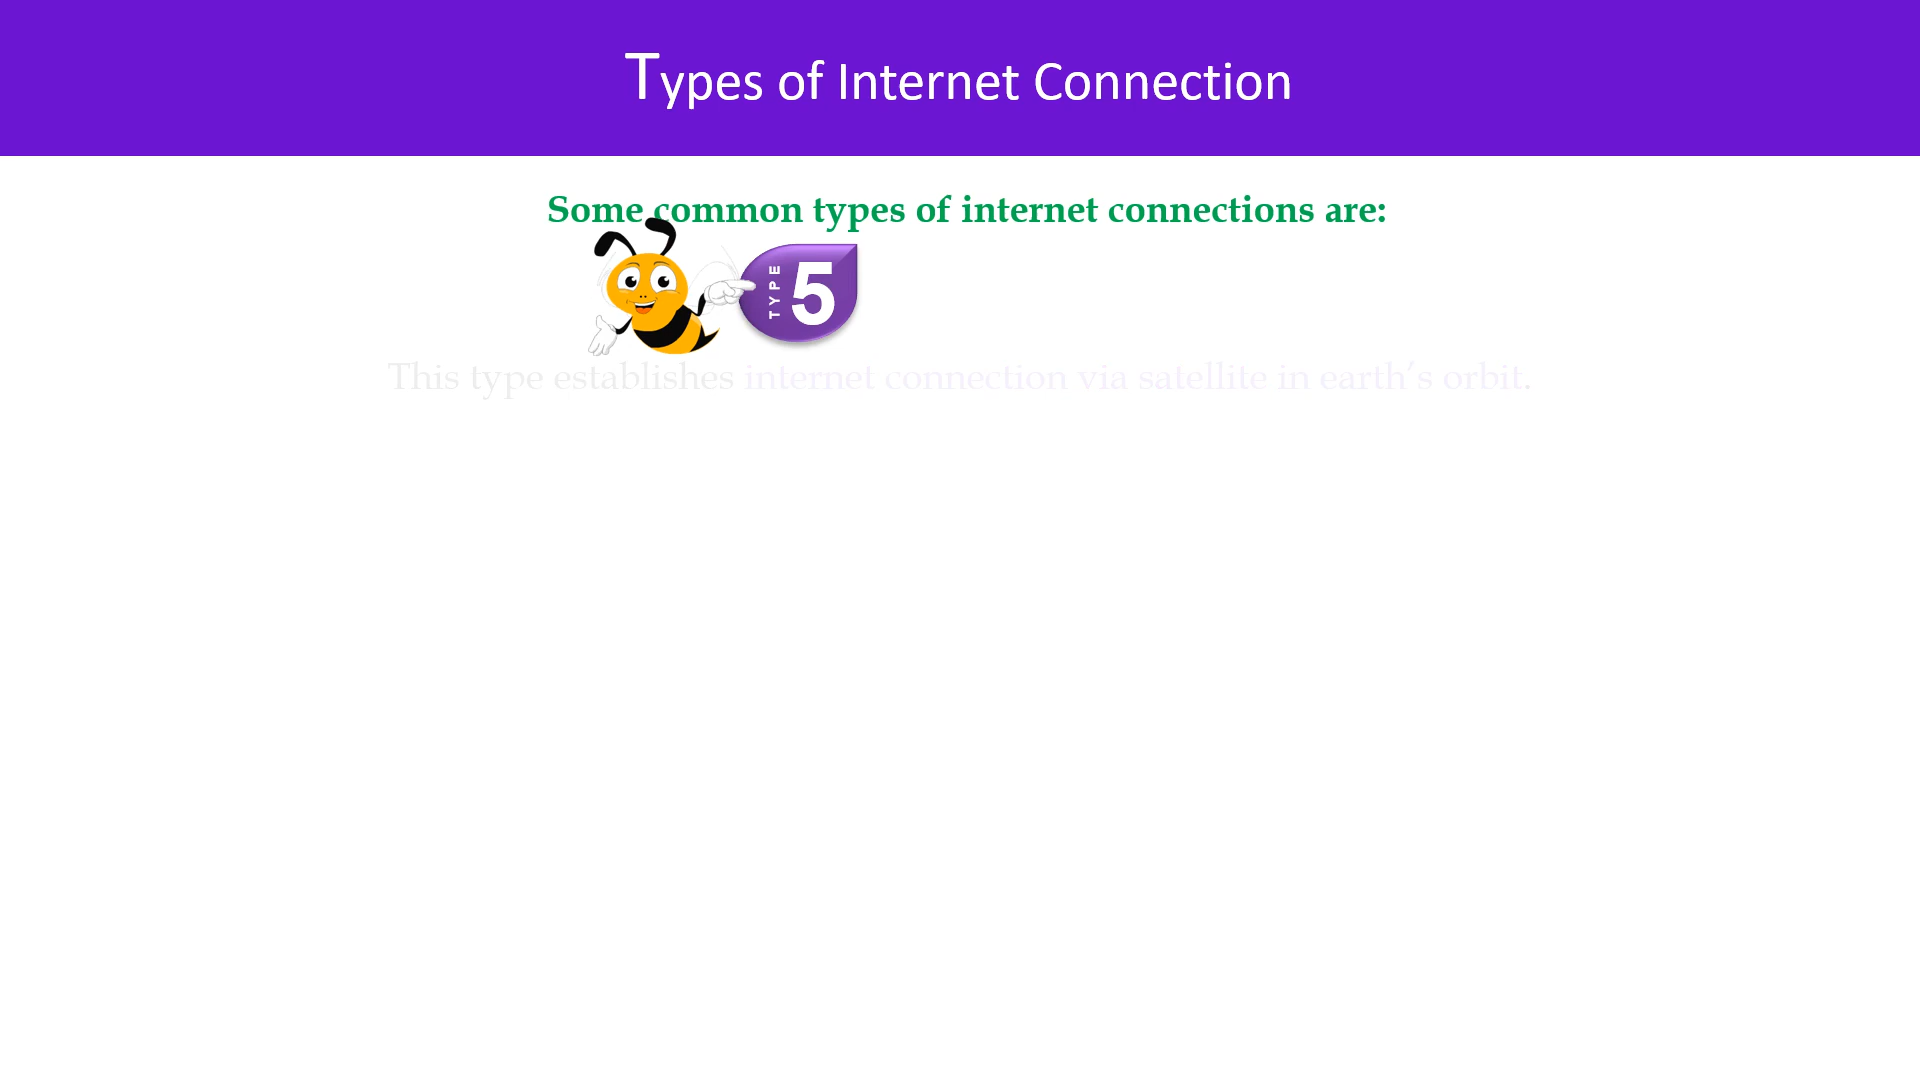 Types of Internet Connection
Some common types of internet connections are:
TYPE 5
This type establishes internet connection via satellite in earth’s orbit.